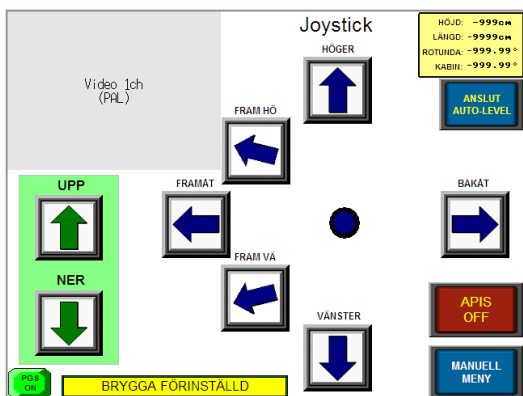 Joystick
HÖJD: -999cm
LÄNGD: -999cm
ROTUNDA: -999.99°
KABIN: -999.99°
HÖGER
Video 1ch
(PAL)
ANSLUT
AUTO-LEVEL
FRAM HÖ
UPP
FRAMÅT
BAKÅT
FRAM VÄ
NER
APIS
OFF
VÄNSTER
MANUELL
MENY
PGS
ON
BRYGGA FÖRINSTÄLLD